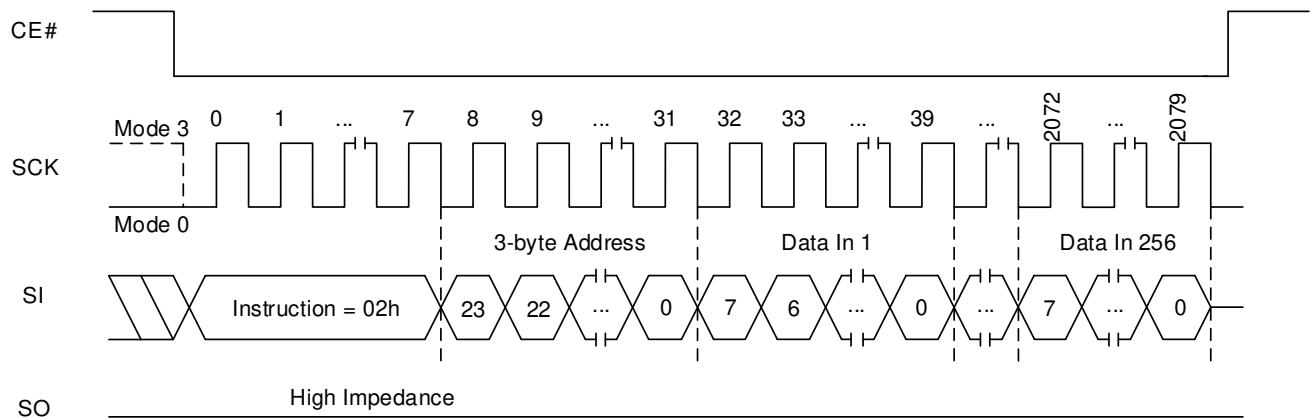 CE#
Mode 3
0 1 ... 7 8 9 ... 31 32 33 ... 39 ... 2072 ... 2079
SCK
Mode 0
3-byte Address Data In 1 Data In 256
SI
Instruction = 02h 23 22 ... 0 7 6 ... 0 ... 7 ... 0
High Impedance
SO